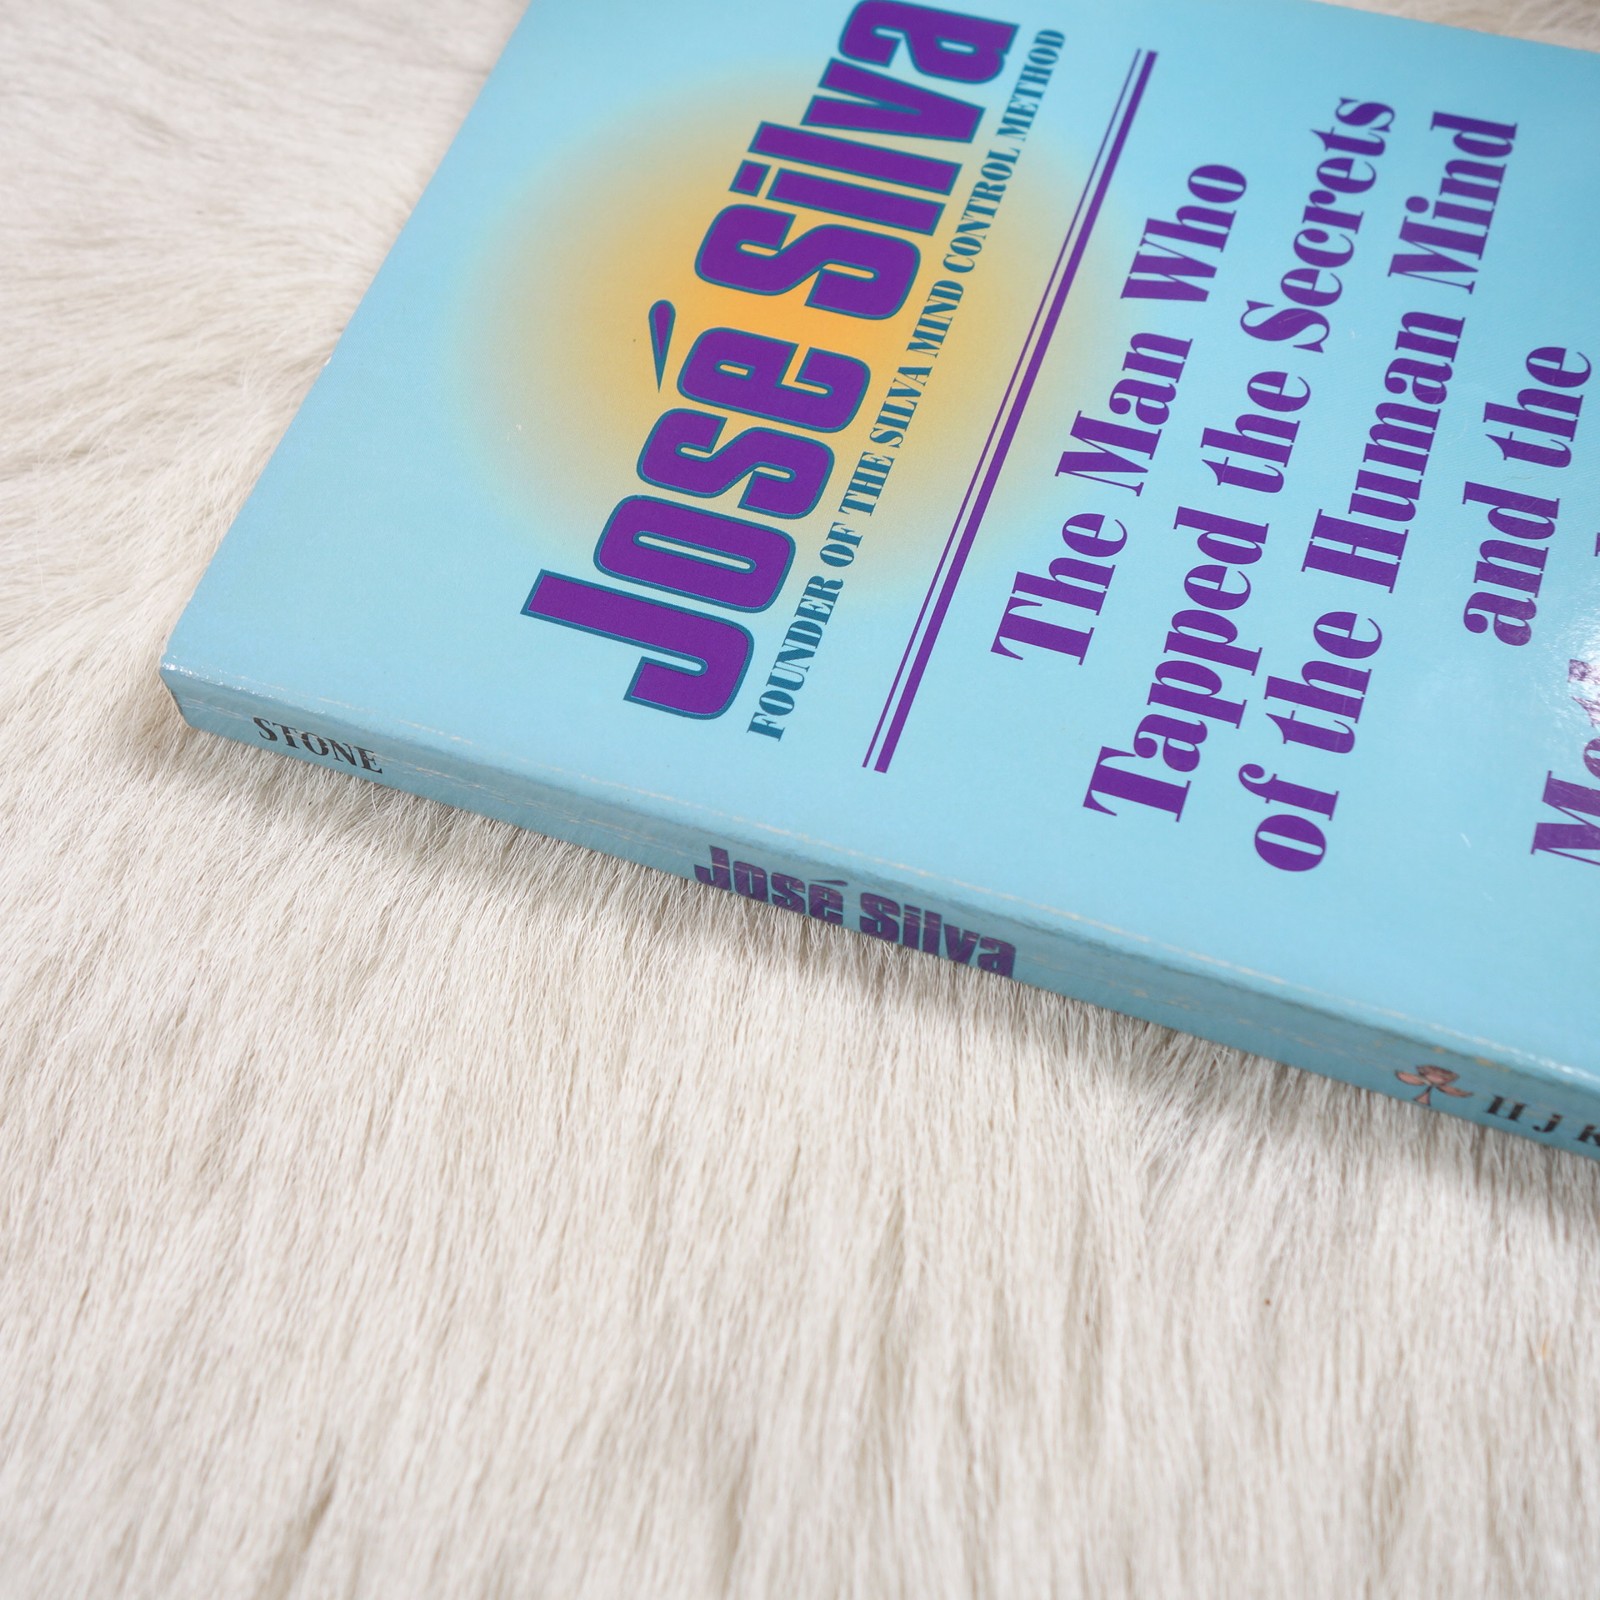 José Silva
FOUNDER OF THE SILVA MIND CONTROL METHOD
The Man Who
Tapped the Secrets
of the Human Mind
and the
STONE
José Silva
H J K